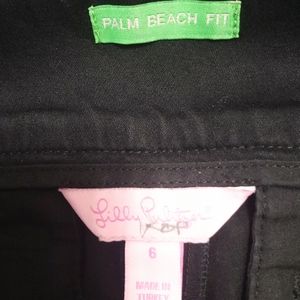 PALM BEACH FIT
Lilly Pulitzer
6
MADE IN
TURKEY